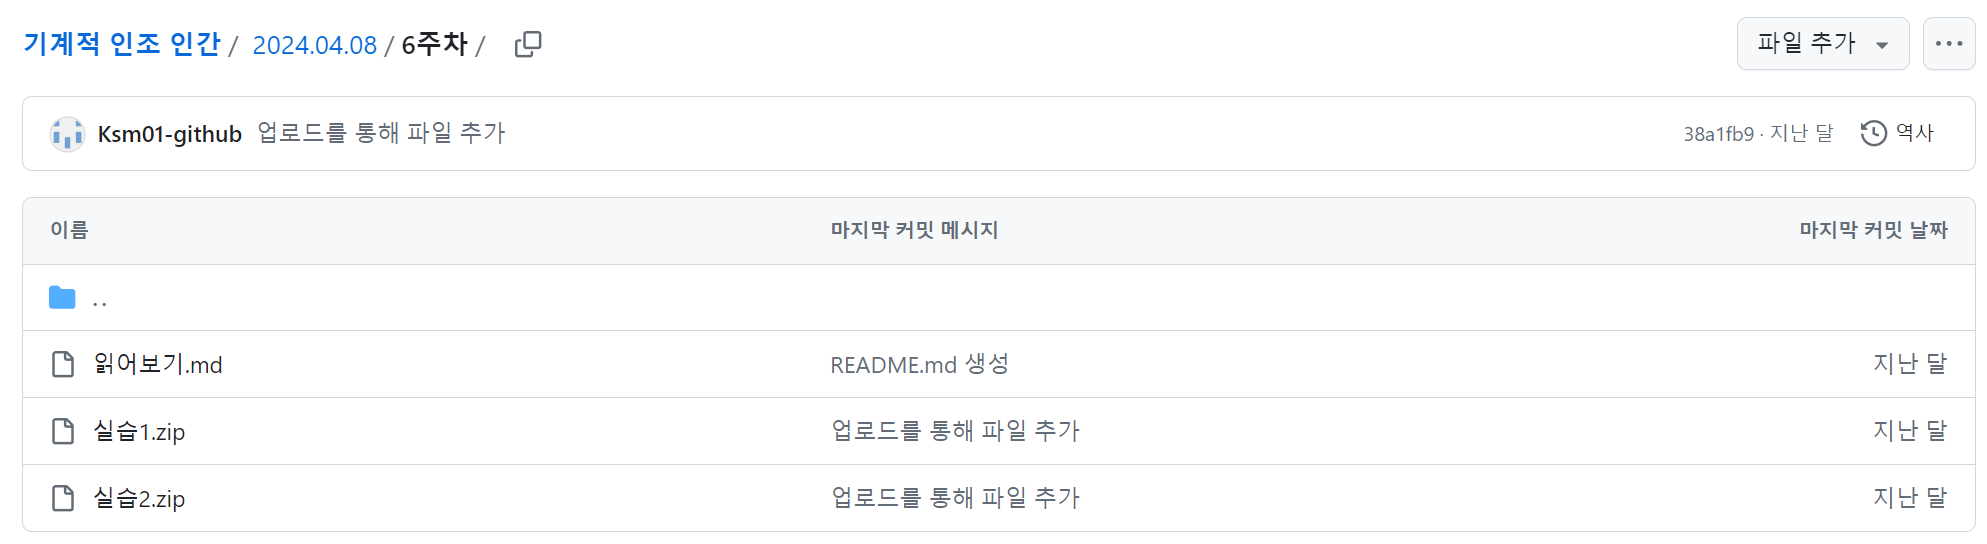 기계적 인조 인간 / 2024.04.08 / 6주차 /
파일 추가
Ksm01-github 업로드를 통해 파일 추가
38a1fb9 · 지난 달 역사
이름 마지막 커밋 메시지 마지막 커밋 날짜
..
읽어보기.md README.md 생성 지난 달
실습1.zip 업로드를 통해 파일 추가 지난 달
실습2.zip 업로드를 통해 파일 추가 지난 달